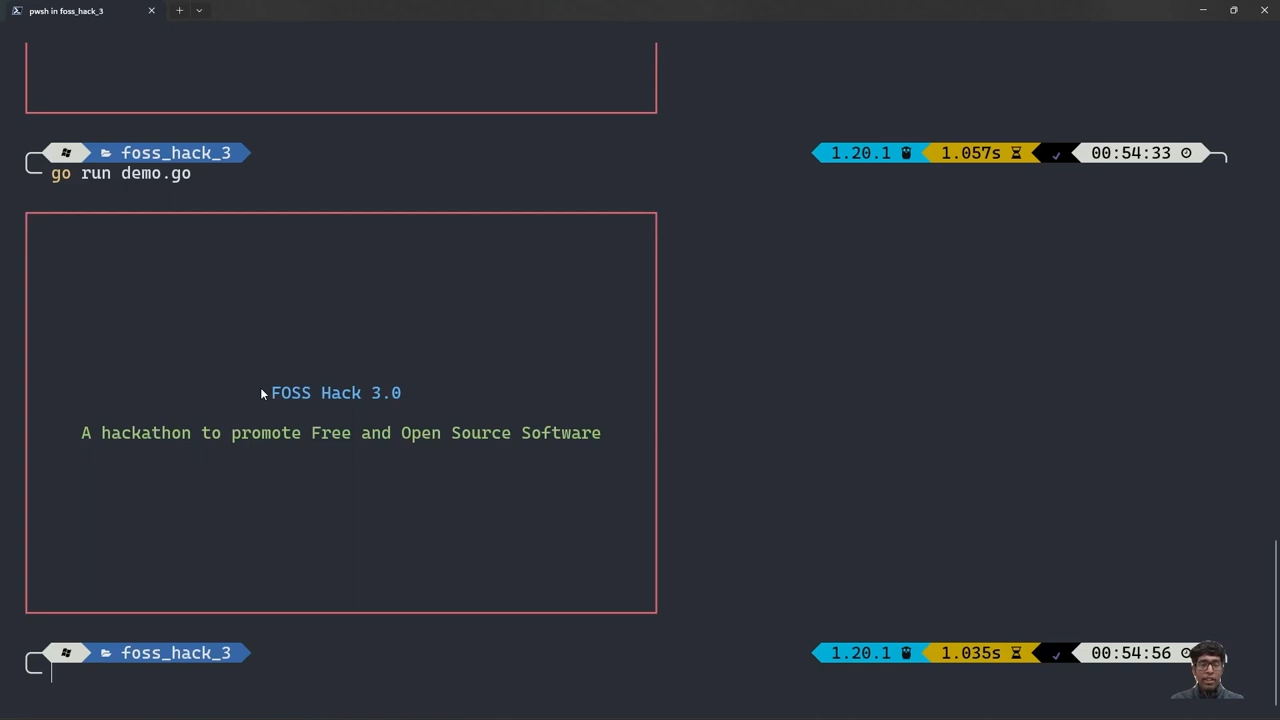 pwsh in foss_hack_3
foss_hack_3 1.20.1 1.057s 00:54:33
go run demo.go
FOSS Hack 3.0
A hackathon to promote Free and Open Source Software
foss_hack_3 1.20.1 1.035s 00:54:56